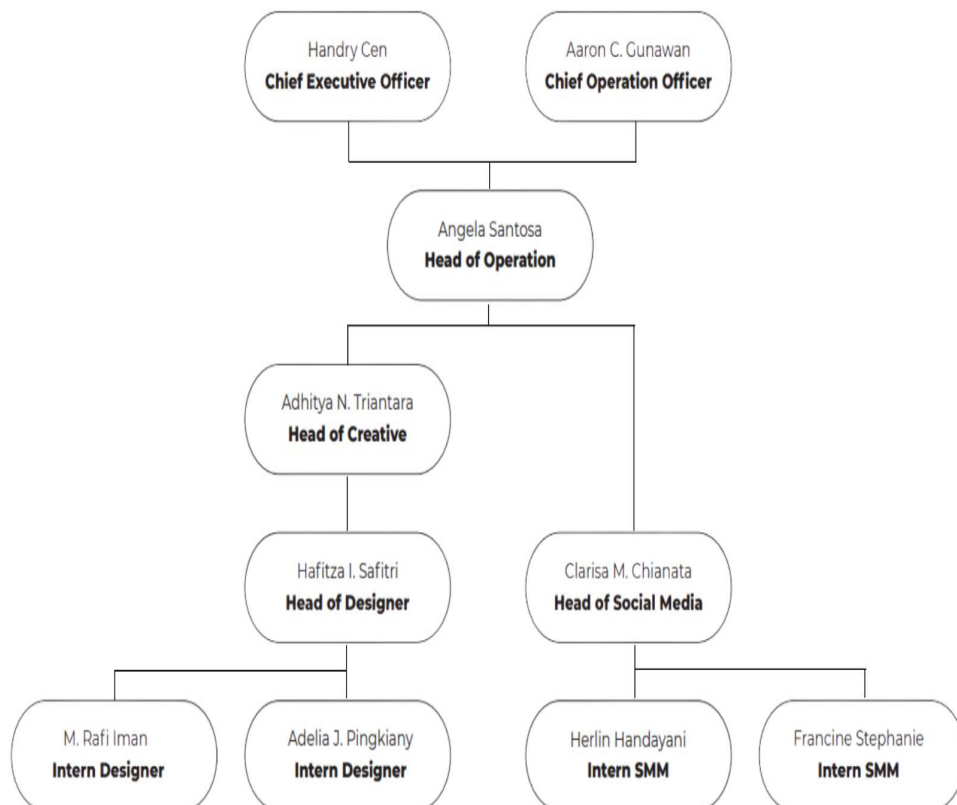 Handry Cen
Chief Executive Officer
Aaron C. Gunawan
Chief Operation Officer
Angela Santosa
Head of Operation
Adhitya N. Triantara
Head of Creative
Hafitza I. Safitri
Head of Designer
Clarisa M. Chianata
Head of Social Media
M. Rafi Iman
Intern Designer
Adelia J. Pingkiany
Intern Designer
Herlin Handayani
Intern SMM
Francine Stephanie
Intern SMM